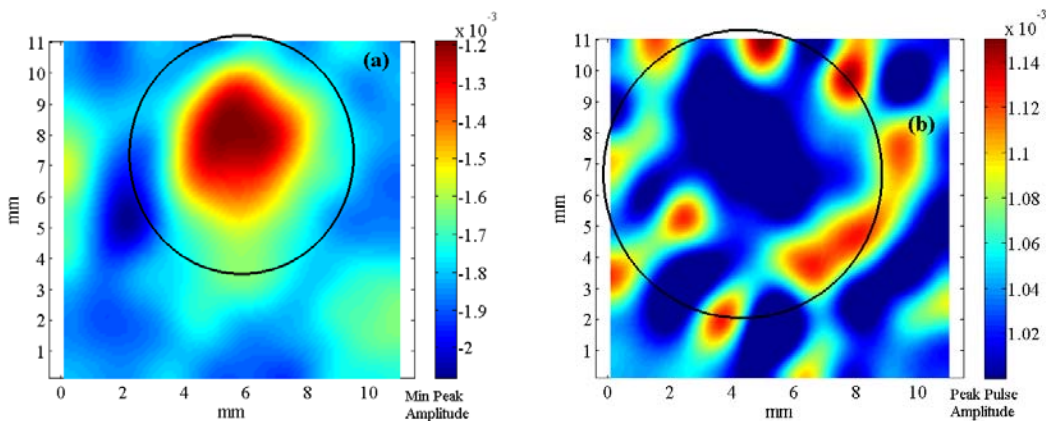 x 10⁻³
11
10
9
8
7
6
5
4
3
2
1
mm
0 2 4 6 8 10
mm
(a)
-1.2
-1.3
-1.4
-1.5
-1.6
-1.7
-1.8
-1.9
-2
Min Peak
Amplitude
x 10⁻³
11
10
9
8
7
6
5
4
3
2
1
mm
0 2 4 6 8 10
mm
(b)
1.14
1.12
1.1
1.08
1.06
1.04
1.02
Peak Pulse
Amplitude